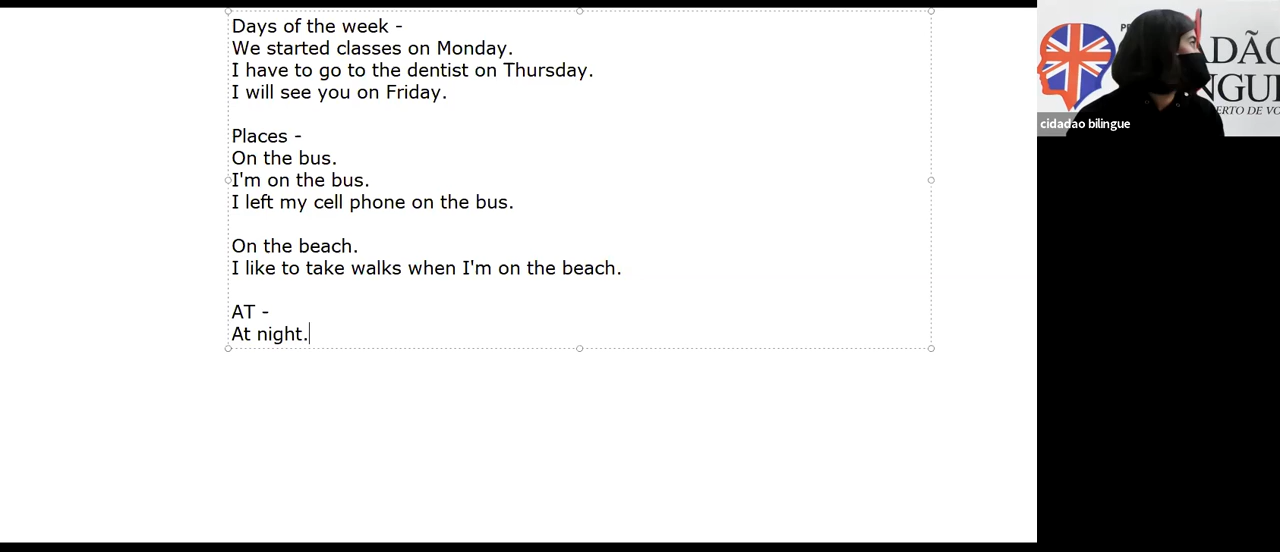 Days of the week -
We started classes on Monday.
I have to go to the dentist on Thursday.
I will see you on Friday.
Places -
On the bus.
I'm on the bus.
I left my cell phone on the bus.
On the beach.
I like to take walks when I'm on the beach.
AT -
At night.
cidadao bilingue